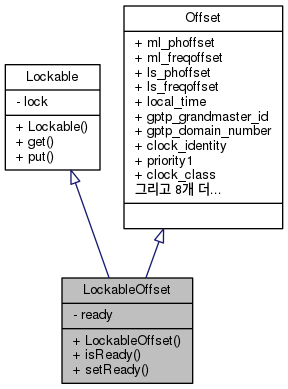 Offset
+ ml_phoffset
+ ml_freqoffset
+ ls_phoffset
+ ls_freqoffset
+ local_time
+ gptp_grandmaster_id
+ gptp_domain_number
+ clock_identity
+ priority1
+ clock_class
그리고 8개 더...
Lockable
- lock
+ Lockable()
+ get()
+ put()
LockableOffset
- ready
+ LockableOffset()
+ isReady()
+ setReady()